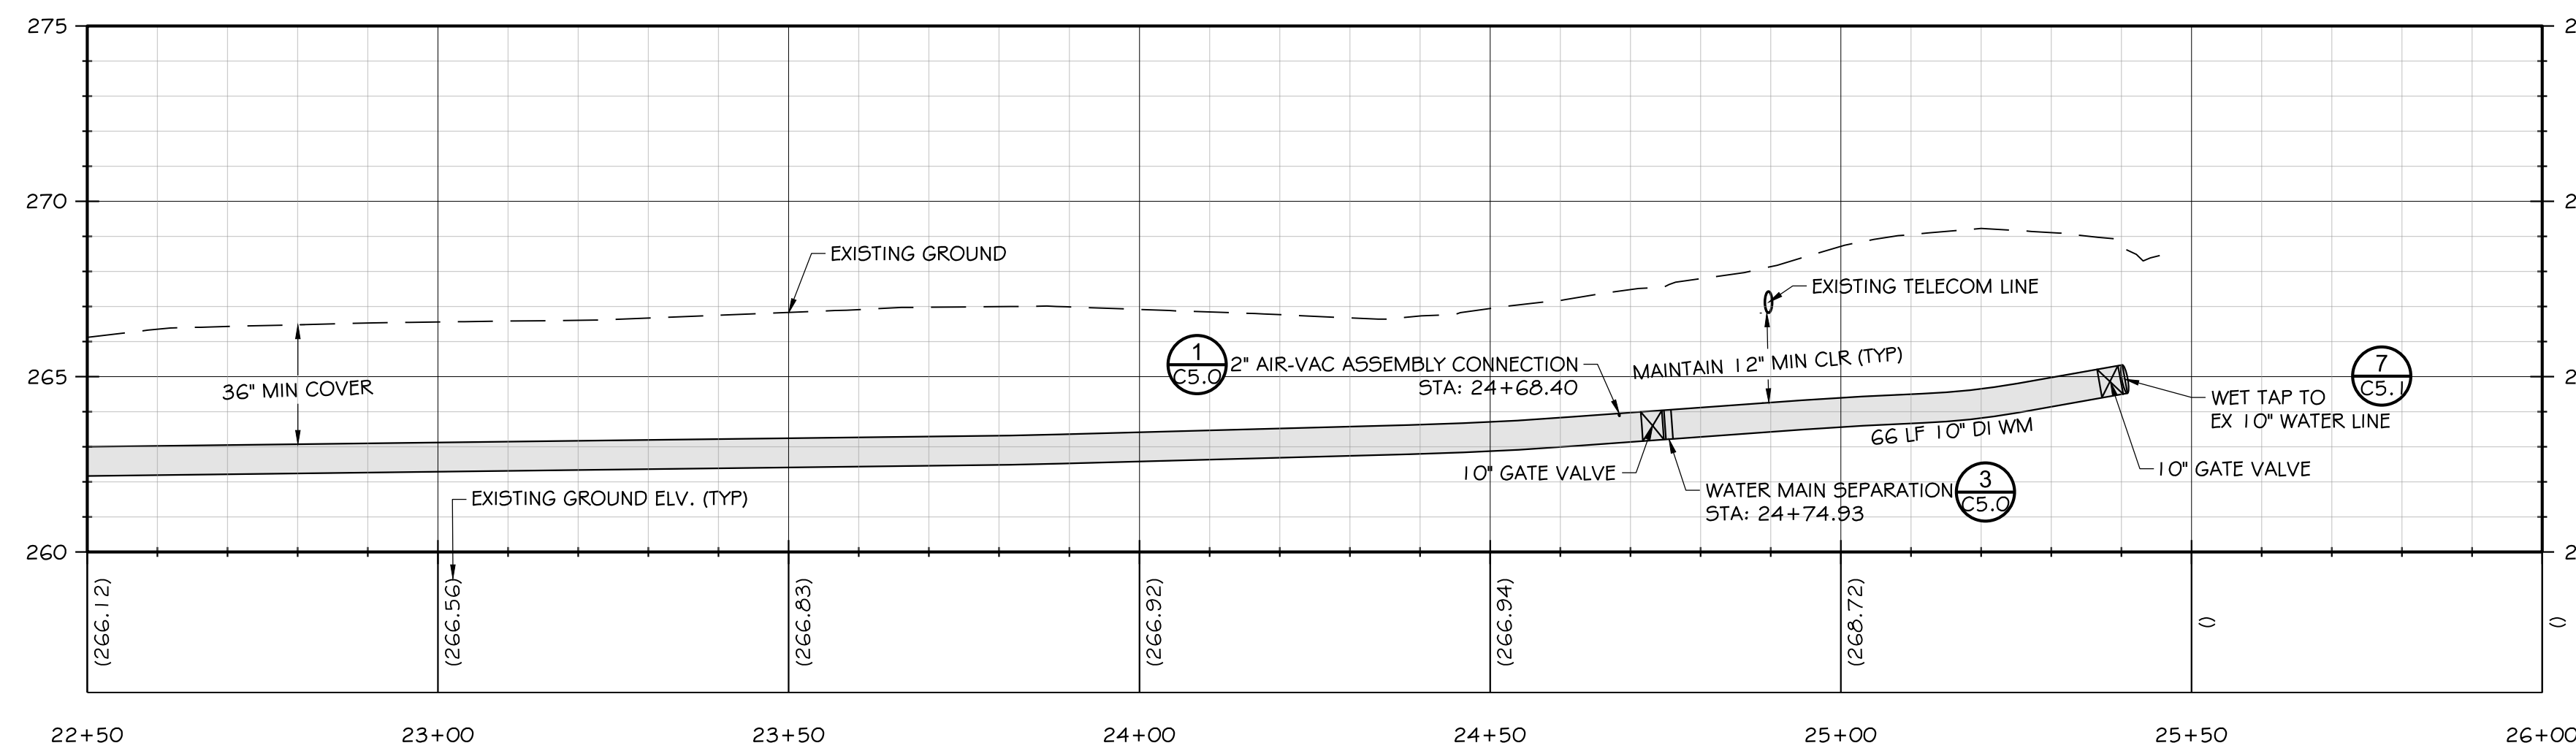 275
2
EXISTING GROUND
270
2
EXISTING TELECOM LINE
1
C5.0
2" AIR-VAC ASSEMBLY CONNECTION
STA: 24+68.40
MAINTAIN 12" MIN CLR (TYP)
265
2
36" MIN COVER
7
C5.1
WET TAP TO
EX 10" WATER LINE
66 LF 10" DI WM
10" GATE VALVE
10" GATE VALVE
WATER MAIN SEPARATION
STA: 24+74.93
3
C5.0
EXISTING GROUND ELV. (TYP)
260
2
(266.12)
(266.56)
(266.83)
(266.92)
(266.94)
(268.72)
()
()
22+50
23+00
23+50
24+00
24+50
25+00
25+50
26+00